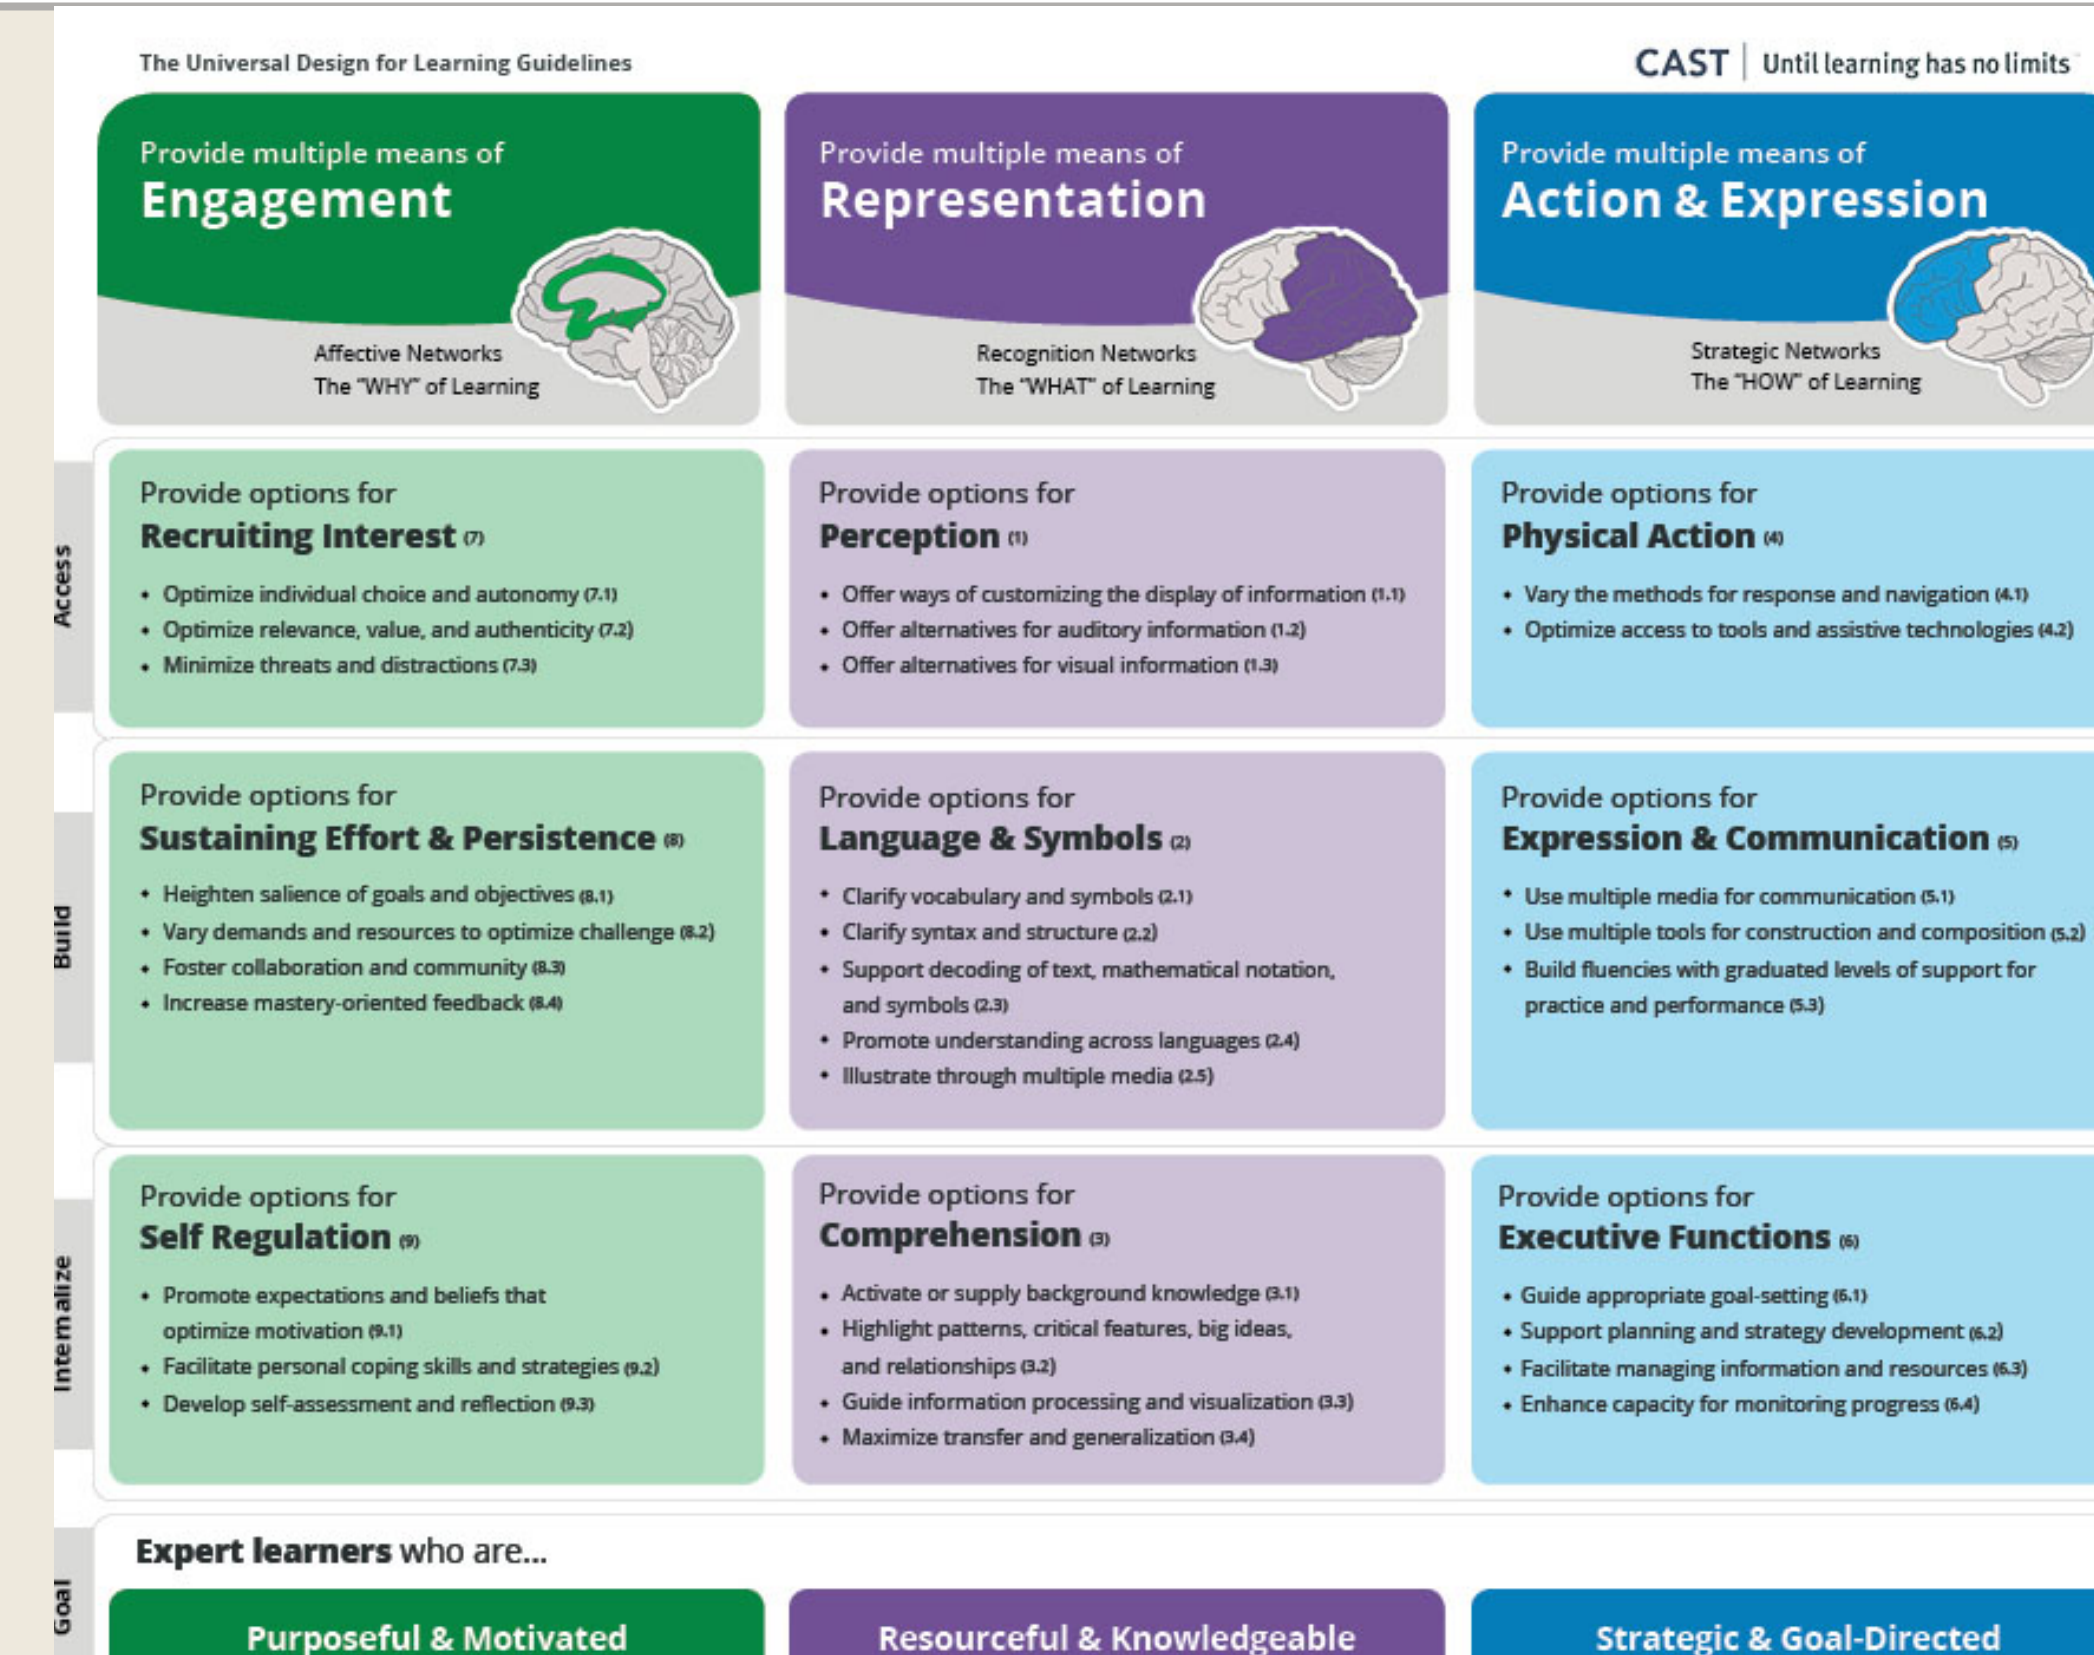 The Universal Design for Learning Guidelines
CAST | Until learning has no limits
Provide multiple means of
Engagement
Affective Networks
The "WHY" of Learning
Provide multiple means of
Representation
Recognition Networks
The "WHAT" of Learning
Provide multiple means of
Action & Expression
Strategic Networks
The "HOW" of Learning
Access
Provide options for
Recruiting Interest (7)
• Optimize individual choice and autonomy (7.1)
• Optimize relevance, value, and authenticity (7.2)
• Minimize threats and distractions (7.3)
Provide options for
Perception (1)
• Offer ways of customizing the display of information (1.1)
• Offer alternatives for auditory information (1.2)
• Offer alternatives for visual information (1.3)
Provide options for
Physical Action (4)
• Vary the methods for response and navigation (4.1)
• Optimize access to tools and assistive technologies (4.2)
Build
Provide options for
Sustaining Effort & Persistence (8)
• Heighten salience of goals and objectives (8.1)
• Vary demands and resources to optimize challenge (8.2)
• Foster collaboration and community (8.3)
• Increase mastery-oriented feedback (8.4)
Provide options for
Language & Symbols (2)
• Clarify vocabulary and symbols (2.1)
• Clarify syntax and structure (2.2)
• Support decoding of text, mathematical notation,
and symbols (2.3)
• Promote understanding across languages (2.4)
• Illustrate through multiple media (2.5)
Provide options for
Expression & Communication (5)
• Use multiple media for communication (5.1)
• Use multiple tools for construction and composition (5.2)
• Build fluencies with graduated levels of support for
practice and performance (5.3)
Internalize
Provide options for
Self Regulation (9)
• Promote expectations and beliefs that
optimize motivation (9.1)
• Facilitate personal coping skills and strategies (9.2)
• Develop self-assessment and reflection (9.3)
Provide options for
Comprehension (3)
• Activate or supply background knowledge (3.1)
• Highlight patterns, critical features, big ideas,
and relationships (3.2)
• Guide information processing and visualization (3.3)
• Maximize transfer and generalization (3.4)
Provide options for
Executive Functions (6)
• Guide appropriate goal-setting (6.1)
• Support planning and strategy development (6.2)
• Facilitate managing information and resources (6.3)
• Enhance capacity for monitoring progress (6.4)
Goal
Expert learners who are...
Purposeful & Motivated
Resourceful & Knowledgeable
Strategic & Goal-Directed